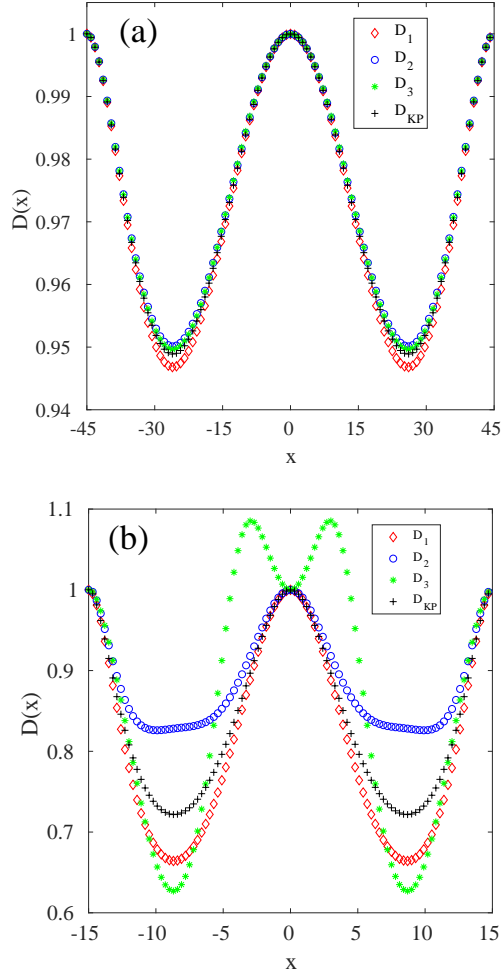 (a)
D1
D2
D3
DKP
1
0.99
0.98
0.97
0.96
0.95
0.94
D(x)
-45 -30 -15 0 15 30 45
x
(b)
D1
D2
D3
DKP
1.1
1
0.9
0.8
0.7
0.6
D(x)
-15 -10 -5 0 5 10 15
x